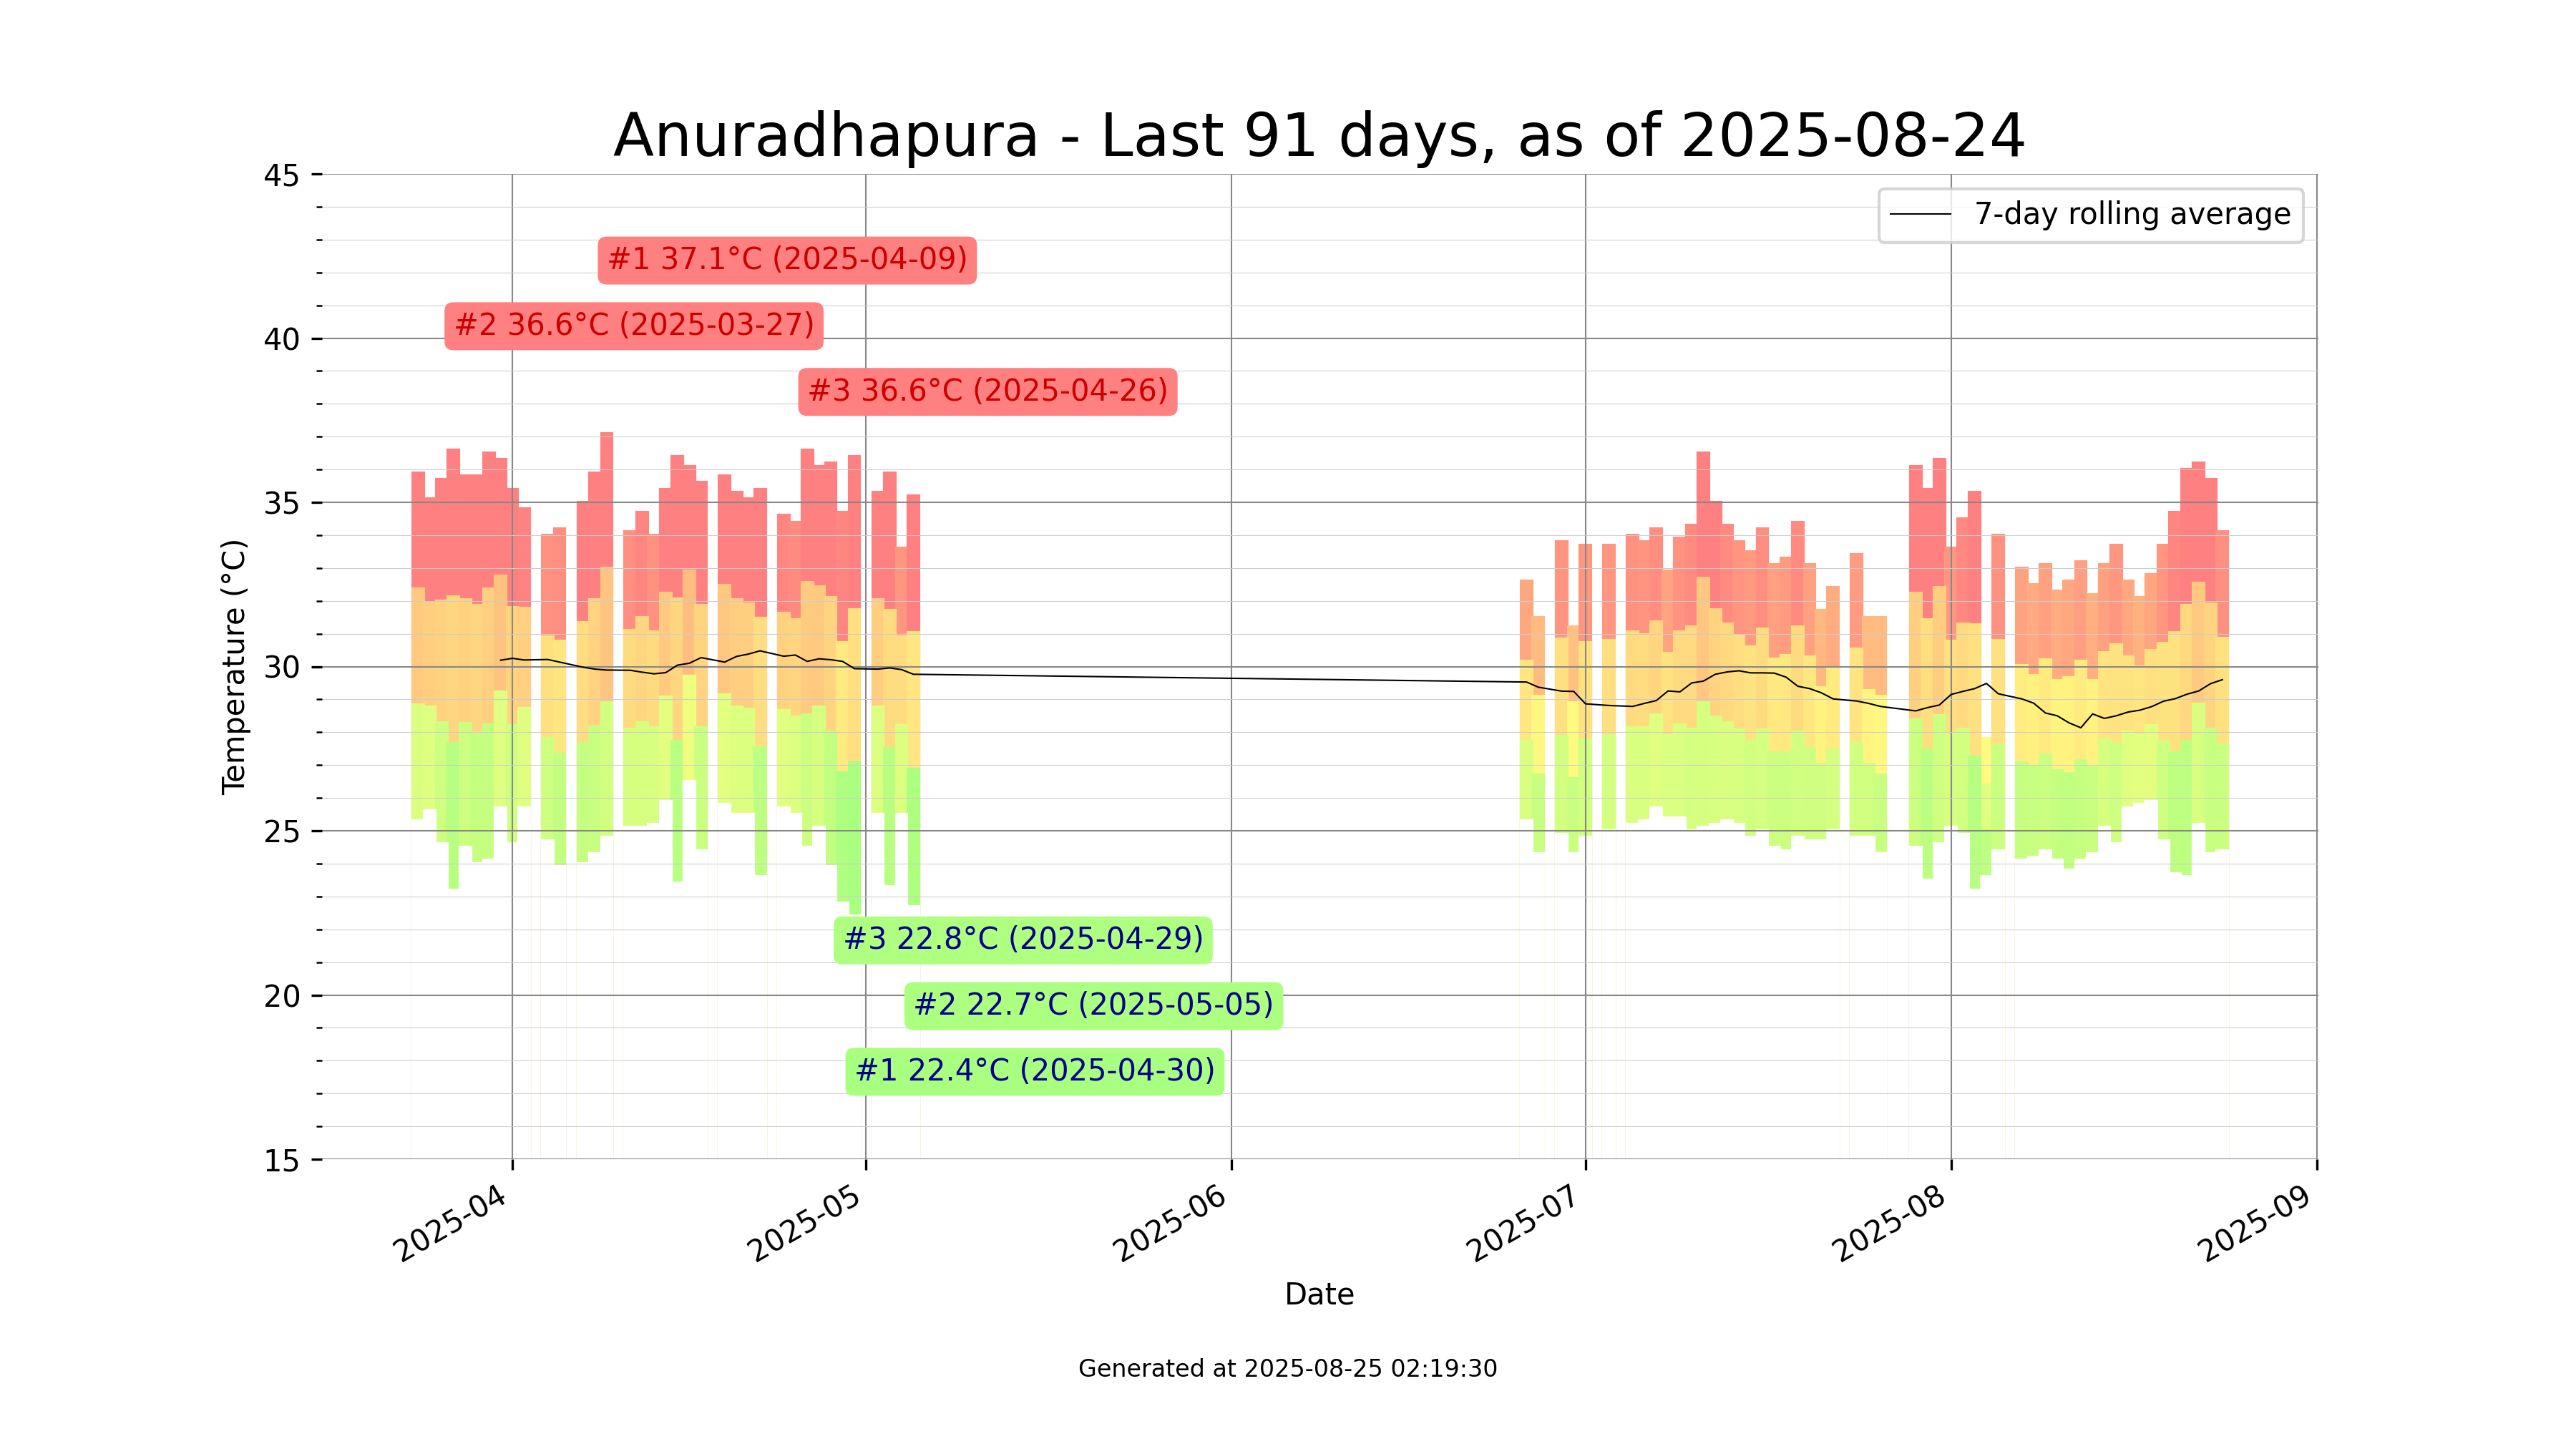 Anuradhapura - Last 91 days, as of 2025-08-24
7-day rolling average
#1 37.1°C (2025-04-09)
#2 36.6°C (2025-03-27)
#3 36.6°C (2025-04-26)
#3 22.8°C (2025-04-29)
#2 22.7°C (2025-05-05)
#1 22.4°C (2025-04-30)
Temperature (°C)
45
40
35
30
25
20
15
2025-04
2025-05
2025-06
2025-07
2025-08
2025-09
Date
Generated at 2025-08-25 02:19:30